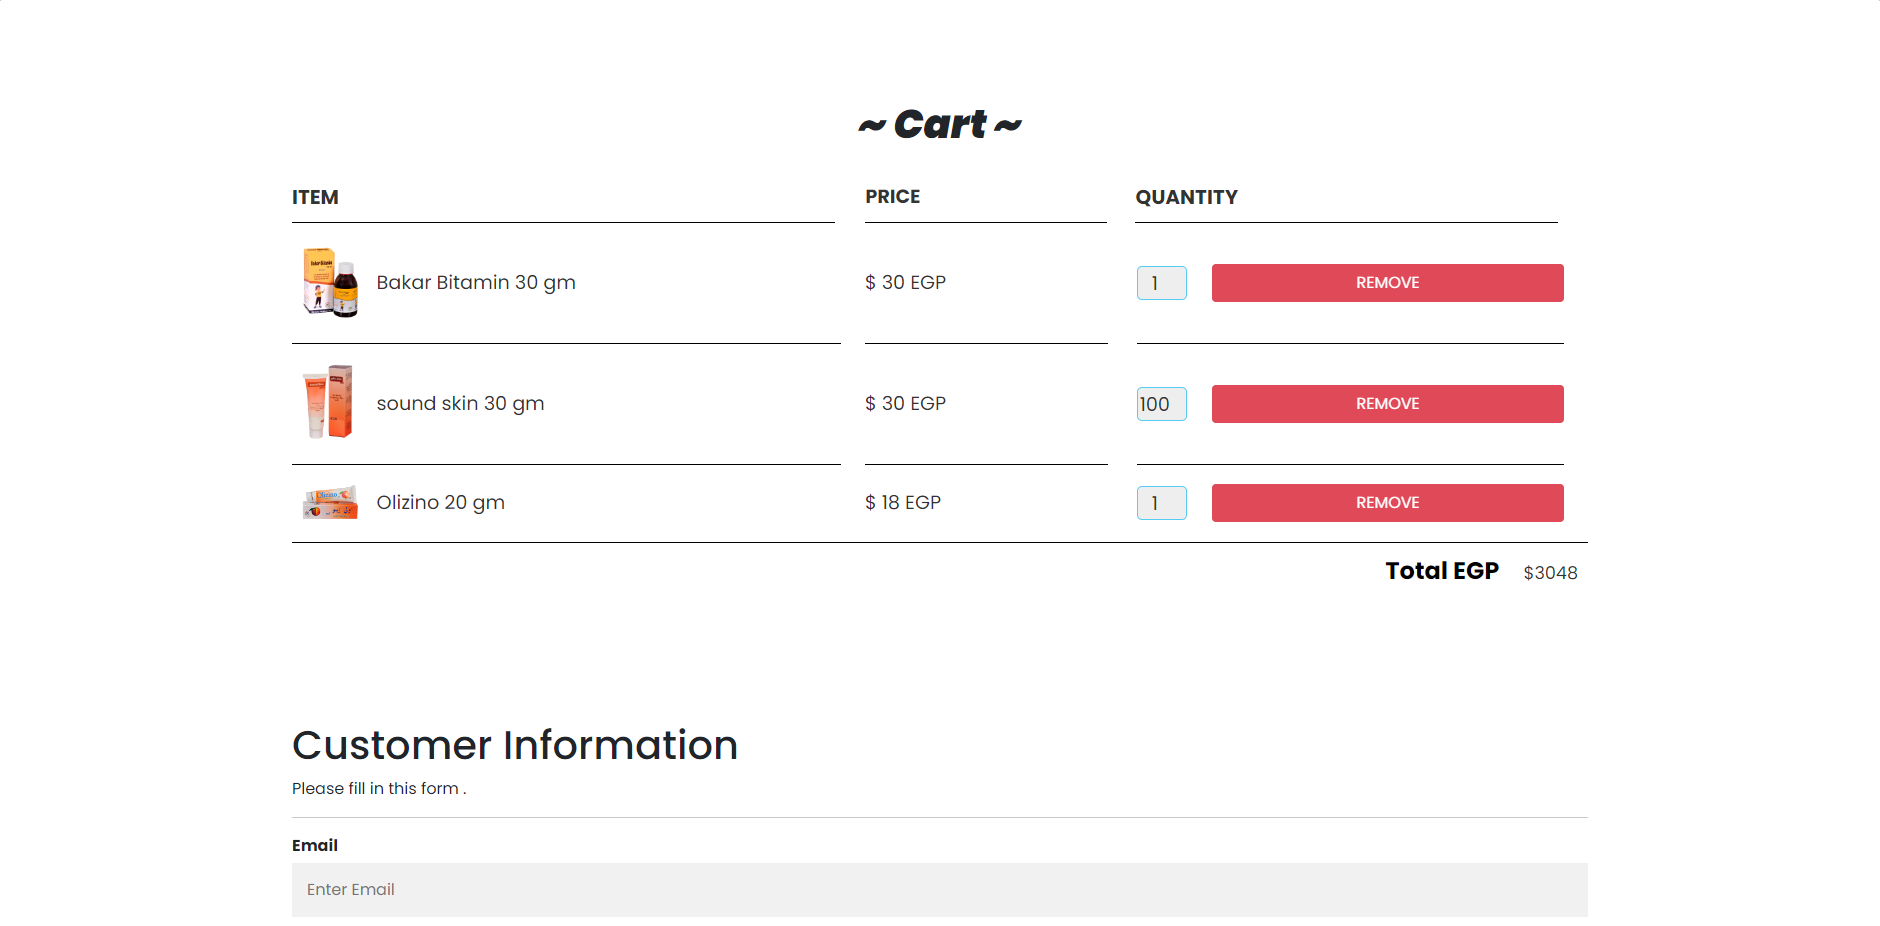 ~ Cart ~
ITEM PRICE QUANTITY
Bakar Bitamin 30 gm $ 30 EGP 1 REMOVE
sound skin 30 gm $ 30 EGP 100 REMOVE
Olizino 20 gm $ 18 EGP 1 REMOVE
Total EGP $3048
Customer Information
Please fill in this form .
Email
Enter Email